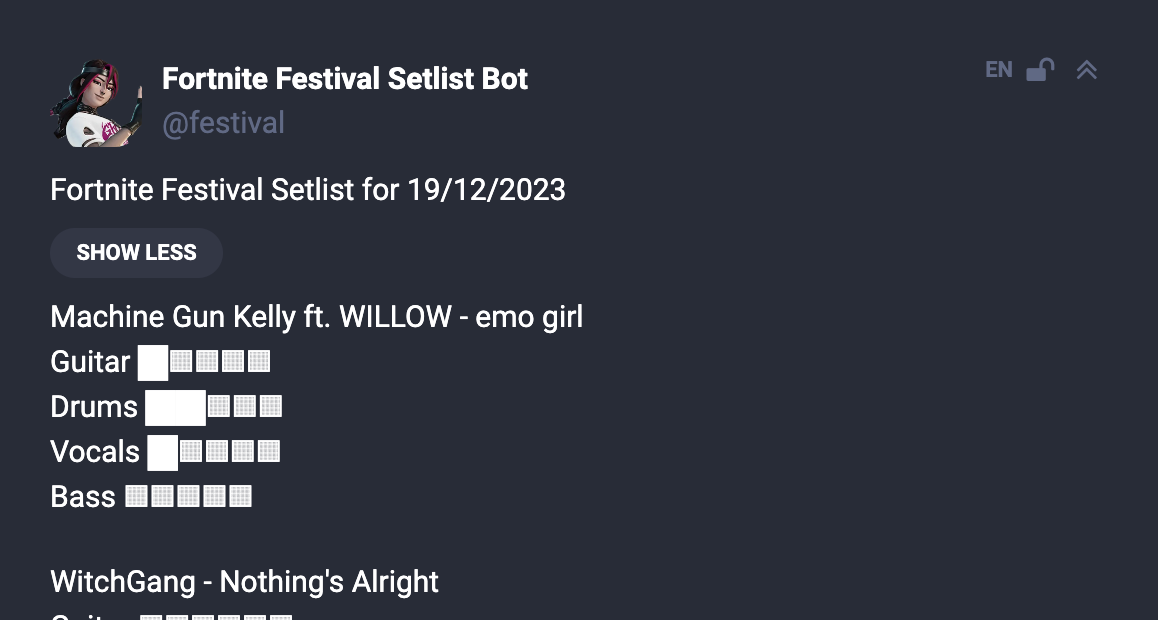 Fortnite Festival Setlist Bot
EN
@festival
Fortnite Festival Setlist for 19/12/2023
SHOW LESS
Machine Gun Kelly ft. WILLOW - emo girl
Guitar █▦▦▦▦
Drums ██▦▦▦
Vocals █▦▦▦▦
Bass ▦▦▦▦▦
WitchGang - Nothing's Alright